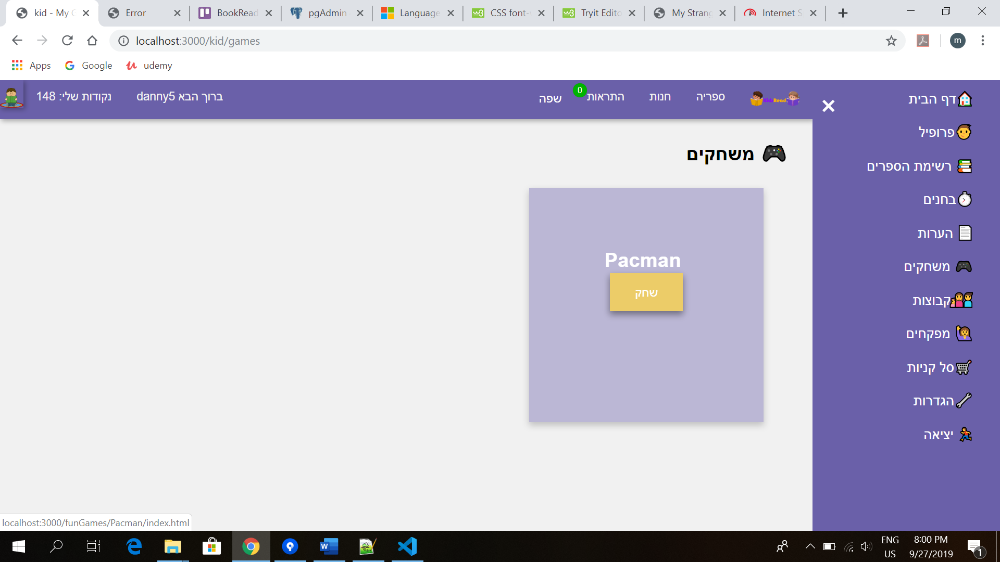 kid - My G
Error
BookRead
pgAdmin
Language
CSS font-
Tryit Edito
My Strang
Internet S
localhost:3000/kid/games
m
Apps
Google
udemy
KidsRead
ספריה
חנות
התראות
0
שפה
ברוך הבא danny5
נקודות שלי: 148
דף הבית
פרופיל
רשימת הספרים
בחנים
הערות
משחקים
קבוצות
מפקחים
סל קניות
הגדרות
יציאה
משחקים
Pacman
שחק
localhost:3000/funGames/Pacman/index.html
ENG
US
8:00 PM
9/27/2019
1